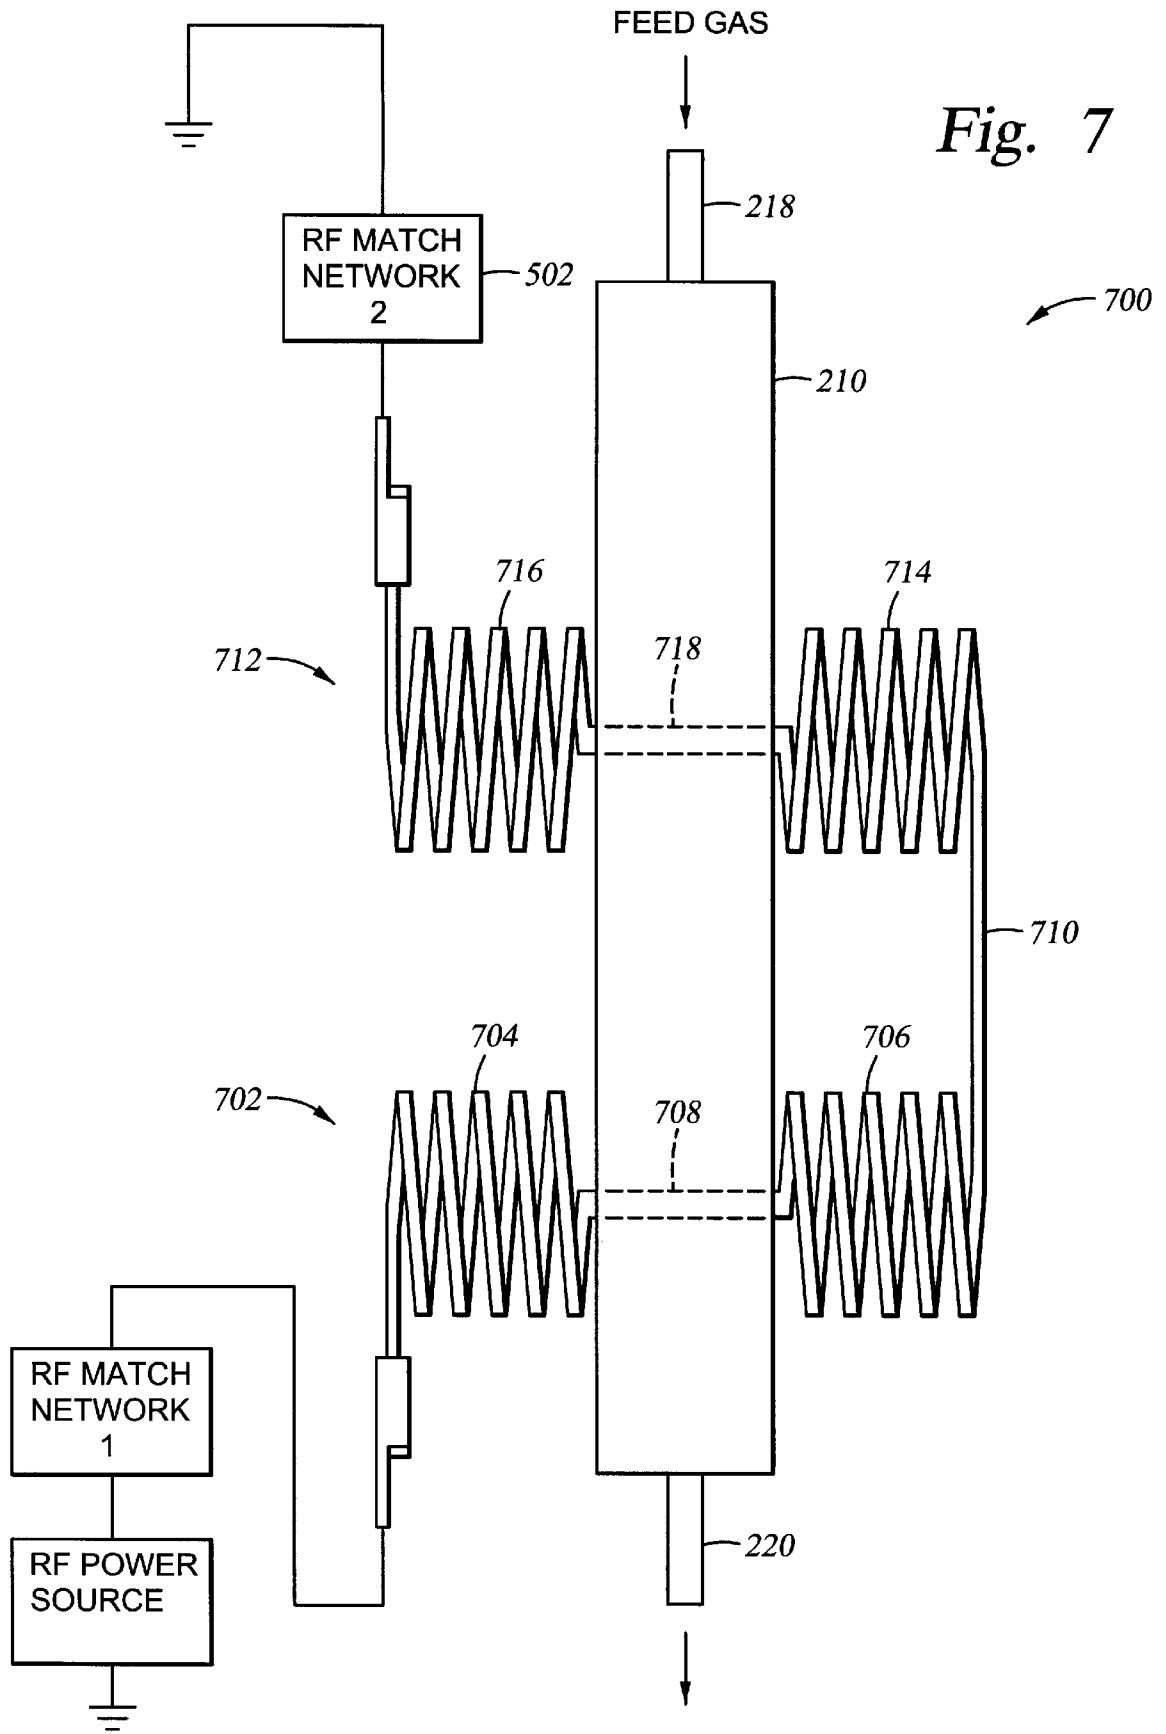 FEED GAS
Fig. 7
218
RF MATCH
NETWORK
2
502
700
210
716
714
712
718
710
704
706
702
708
RF MATCH
NETWORK
1
RF POWER
SOURCE
220